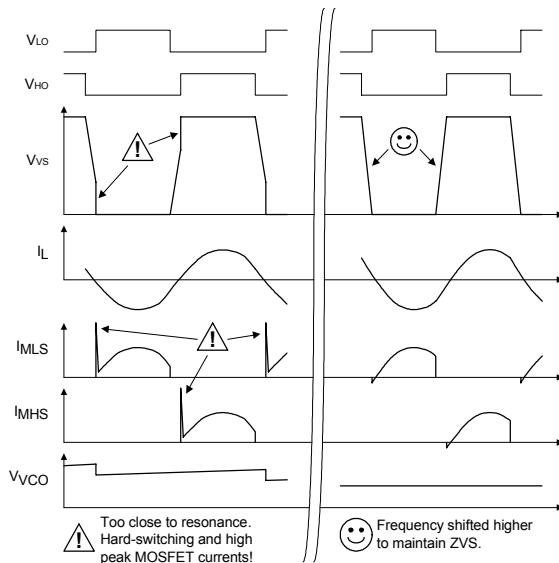 VLO
VHO
VVS
!
IL
IMLS
!
IMHS
VVCO
! Too close to resonance.
Hard-switching and high
peak MOSFET currents!
Frequency shifted higher
to maintain ZVS.